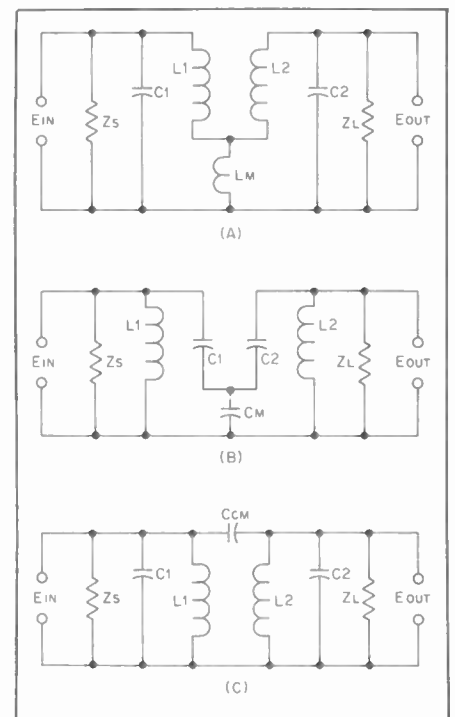 EIN ZS C1 L1 L2 C2 ZL EOUT
LM
(A)
EIN ZS L1 C1 C2 L2 ZL EOUT
CM
(B)
CCM
EIN ZS C1 L1 L2 C2 ZL EOUT
(C)